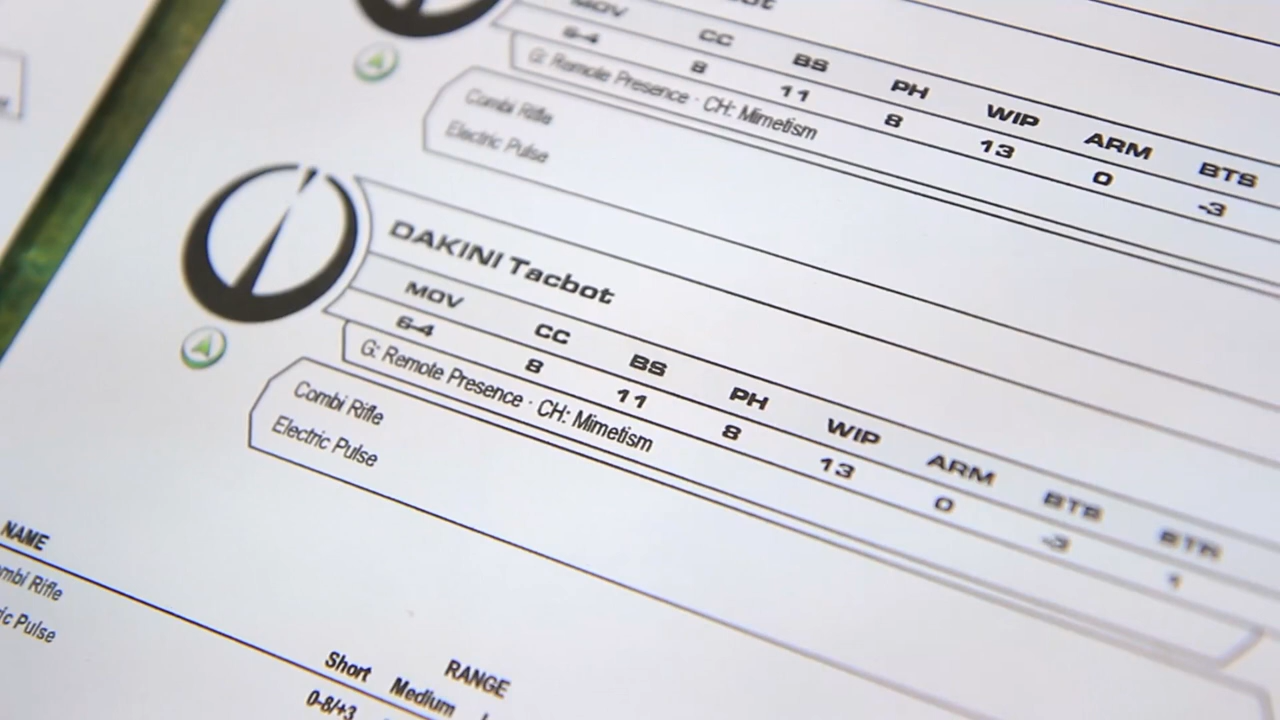 MOV CC BS PH WIP ARM BTS
6-4 8 11 8 13 0 -3
G: Remote Presence · CH: Mimetism
Combi Rifle
Electric Pulse
DAKINI Tacbot
MOV CC BS PH WIP ARM BTS
6-4 8 11 8 13 0 -3 1
G: Remote Presence · CH: Mimetism
Combi Rifle
Electric Pulse
NAME
mbi Rifle
ic Pulse
RANGE
Short Medium
0-8/+3